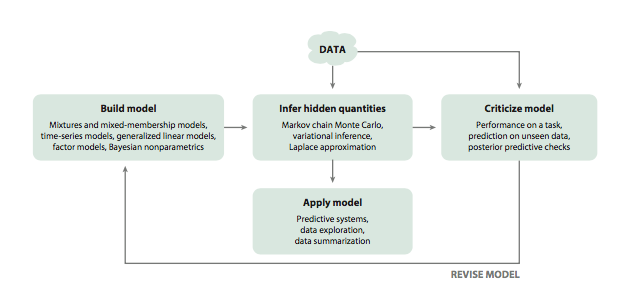 DATA
Build model
Mixtures and mixed-membership models,
time-series models, generalized linear models,
factor models, Bayesian nonparametrics
Infer hidden quantities
Markov chain Monte Carlo,
variational inference,
Laplace approximation
Criticize model
Performance on a task,
prediction on unseen data,
posterior predictive checks
Apply model
Predictive systems,
data exploration,
data summarization
REVISE MODEL